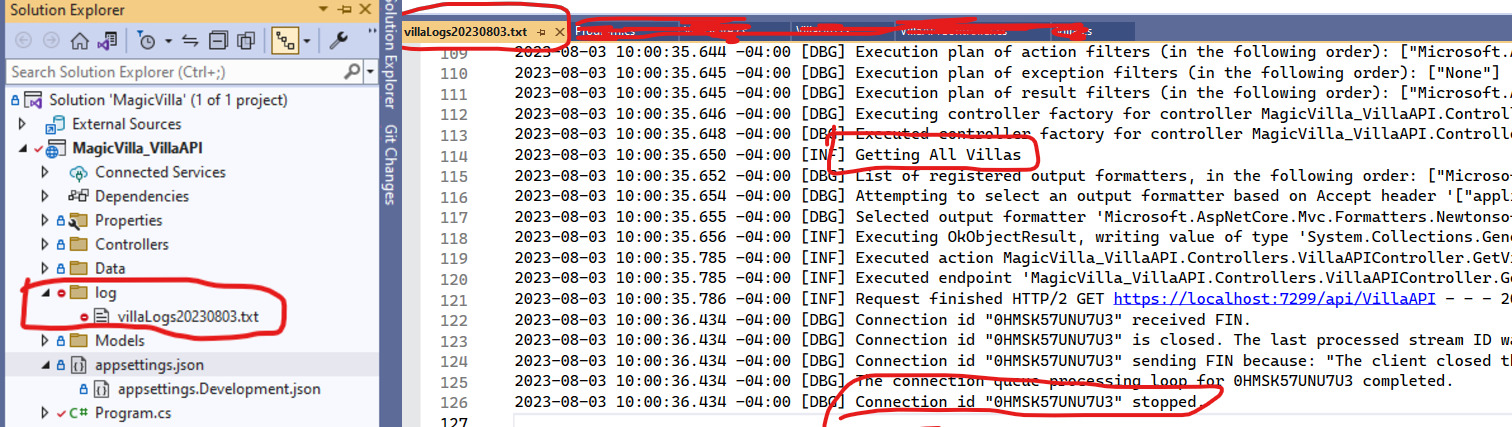 Solution Explorer
Search Solution Explorer (Ctrl+;)
Solution 'MagicVilla' (1 of 1 project)
External Sources
MagicVilla_VillaAPI
Connected Services
Dependencies
Properties
Controllers
Data
log
villaLogs20230803.txt
Models
appsettings.json
appsettings.Development.json
C# Program.cs
Solution Explorer
Git Changes
villaLogs20230803.txt
109 2023-08-03 10:00:35.644 -04:00 [DBG] Execution plan of action filters (in the following order): ["Microsoft.A
110 2023-08-03 10:00:35.645 -04:00 [DBG] Execution plan of exception filters (in the following order): ["None"]
111 2023-08-03 10:00:35.645 -04:00 [DBG] Execution plan of result filters (in the following order): ["Microsoft.A
112 2023-08-03 10:00:35.646 -04:00 [DBG] Executing controller factory for controller MagicVilla_VillaAPI.Control
113 2023-08-03 10:00:35.648 -04:00 [DBG] Executed controller factory for controller MagicVilla_VillaAPI.Controlle
114 2023-08-03 10:00:35.650 -04:00 [INF] Getting All Villas
115 2023-08-03 10:00:35.652 -04:00 [DBG] List of registered output formatters, in the following order: ["Microso
116 2023-08-03 10:00:35.654 -04:00 [DBG] Attempting to select an output formatter based on Accept header '["appli
117 2023-08-03 10:00:35.655 -04:00 [DBG] Selected output formatter 'Microsoft.AspNetCore.Mvc.Formatters.Newtonso
118 2023-08-03 10:00:35.656 -04:00 [INF] Executing OkObjectResult, writing value of type 'System.Collections.Gene
119 2023-08-03 10:00:35.785 -04:00 [INF] Executed action MagicVilla_VillaAPI.Controllers.VillaAPIController.GetVi
120 2023-08-03 10:00:35.785 -04:00 [INF] Executed endpoint 'MagicVilla_VillaAPI.Controllers.VillaAPIController.Ge
121 2023-08-03 10:00:35.786 -04:00 [INF] Request finished HTTP/2 GET https://localhost:7299/api/VillaAPI - - - 20
122 2023-08-03 10:00:36.434 -04:00 [DBG] Connection id "0HMSK57UNU7U3" received FIN.
123 2023-08-03 10:00:36.434 -04:00 [DBG] Connection id "0HMSK57UNU7U3" is closed. The last processed stream ID wa
124 2023-08-03 10:00:36.434 -04:00 [DBG] Connection id "0HMSK57UNU7U3" sending FIN because: "The client closed th
125 2023-08-03 10:00:36.434 -04:00 [DBG] The connection queue processing loop for 0HMSK57UNU7U3 completed.
126 2023-08-03 10:00:36.434 -04:00 [DBG] Connection id "0HMSK57UNU7U3" stopped.
127